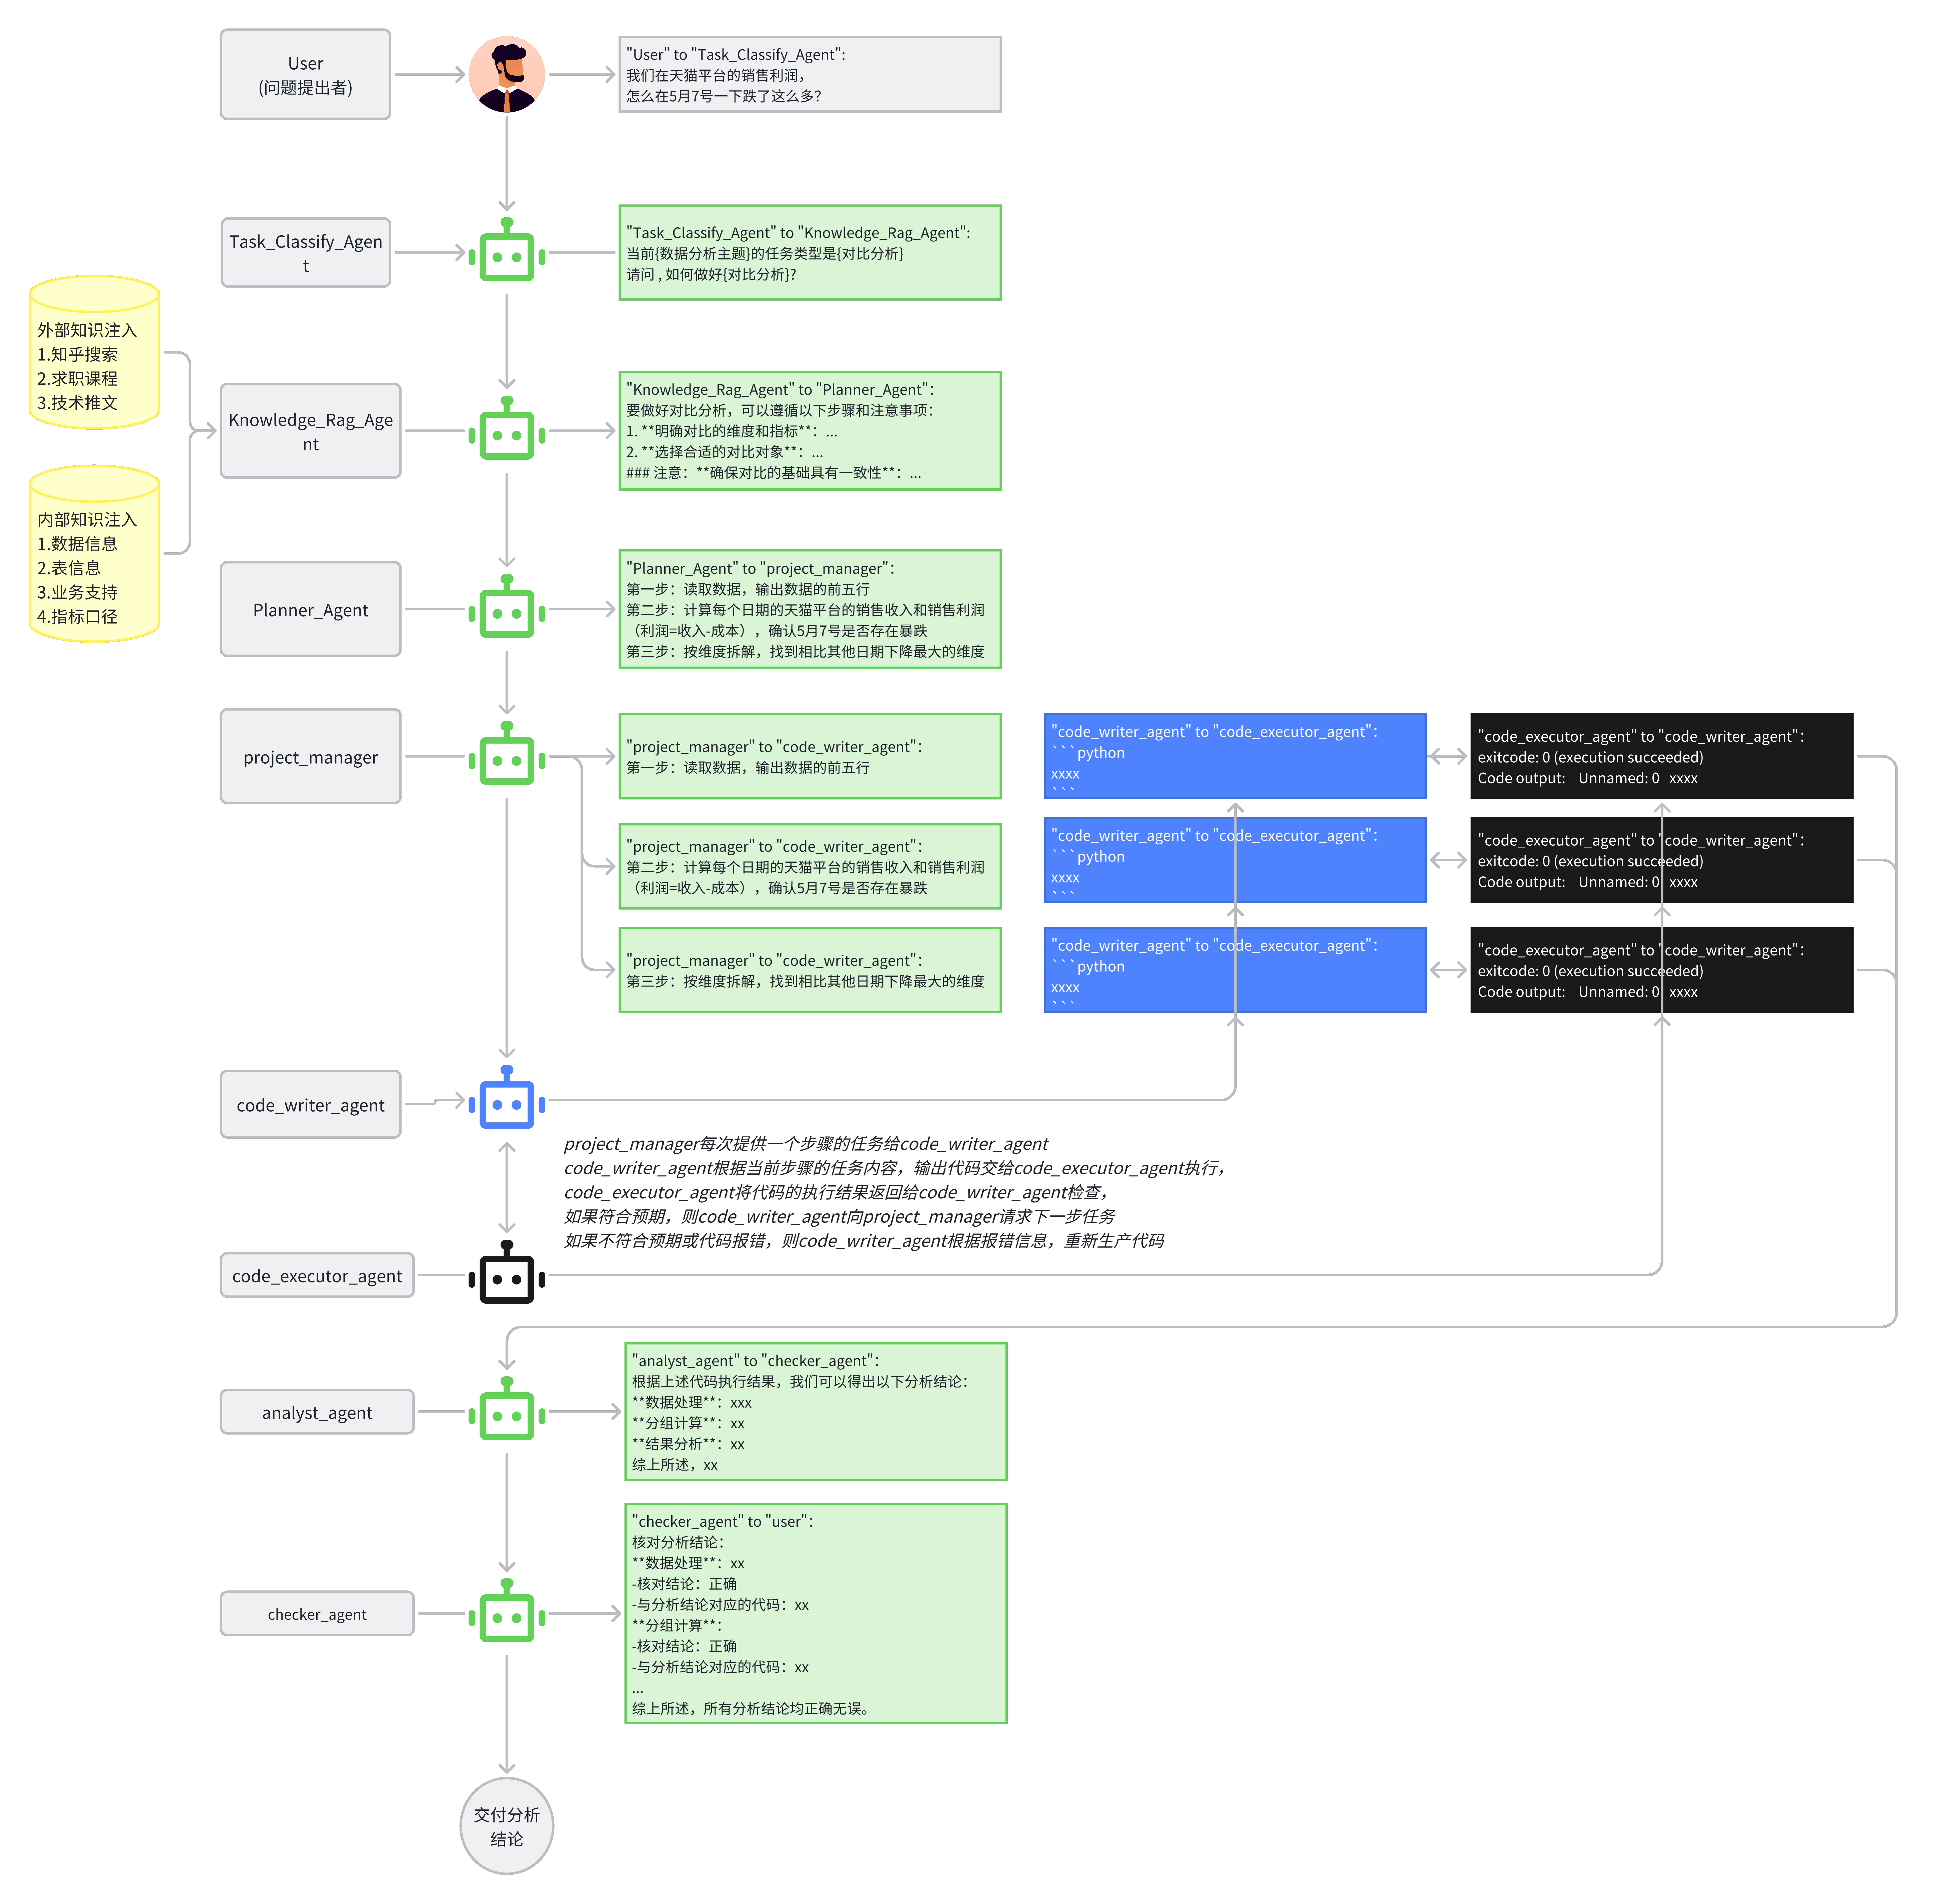 User
(问题提出者)
"User" to "Task_Classify_Agent":
我们在天猫平台的销售利润，
怎么在5月7号一下跌了这么多？
Task_Classify_Agen
t
"Task_Classify_Agent" to "Knowledge_Rag_Agent":
当前{数据分析主题}的任务类型是{对比分析}
请问 , 如何做好{对比分析}?
外部知识注入
1.知乎搜索
2.求职课程
3.技术推文
Knowledge_Rag_Age
nt
"Knowledge_Rag_Agent" to "Planner_Agent"：
要做好对比分析，可以遵循以下步骤和注意事项：
1. **明确对比的维度和指标**：...
2. **选择合适的对比对象**：...
### 注意：**确保对比的基础具有一致性**：...
内部知识注入
1.数据信息
2.表信息
3.业务支持
4.指标口径
Planner_Agent
"Planner_Agent" to "project_manager"：
第一步：读取数据，输出数据的前五行
第二步：计算每个日期的天猫平台的销售收入和销售利润
（利润=收入-成本），确认5月7号是否存在暴跌
第三步：按维度拆解，找到相比其他日期下降最大的维度
project_manager
"project_manager" to "code_writer_agent"：
第一步：读取数据，输出数据的前五行
"code_writer_agent" to "code_executor_agent"：
```python
xxxx
```
"code_executor_agent" to "code_writer_agent"：
exitcode: 0 (execution succeeded)
Code output:    Unnamed: 0   xxxx
"project_manager" to "code_writer_agent"：
第二步：计算每个日期的天猫平台的销售收入和销售利润
（利润=收入-成本），确认5月7号是否存在暴跌
"code_writer_agent" to "code_executor_agent"：
```python
xxxx
```
"code_executor_agent" to "code_writer_agent"：
exitcode: 0 (execution succeeded)
Code output:    Unnamed: 0   xxxx
"project_manager" to "code_writer_agent"：
第三步：按维度拆解，找到相比其他日期下降最大的维度
"code_writer_agent" to "code_executor_agent"：
```python
xxxx
```
"code_executor_agent" to "code_writer_agent"：
exitcode: 0 (execution succeeded)
Code output:    Unnamed: 0   xxxx
code_writer_agent
project_manager每次提供一个步骤的任务给code_writer_agent
code_writer_agent根据当前步骤的任务内容，输出代码交给code_executor_agent执行，
code_executor_agent将代码的执行结果返回给code_writer_agent检查，
如果符合预期，则code_writer_agent向project_manager请求下一步任务
如果不符合预期或代码报错，则code_writer_agent根据报错信息，重新生产代码
code_executor_agent
analyst_agent
"analyst_agent" to "checker_agent"：
根据上述代码执行结果，我们可以得出以下分析结论：
**数据处理**：xxx
**分组计算**：xx
**结果分析**：xx
综上所述，xx
checker_agent
"checker_agent" to "user"：
核对分析结论：
**数据处理**：xx
-核对结论：正确
-与分析结论对应的代码：xx
**分组计算**：
-核对结论：正确
-与分析结论对应的代码：xx
...
综上所述，所有分析结论均正确无误。
交付分析
结论